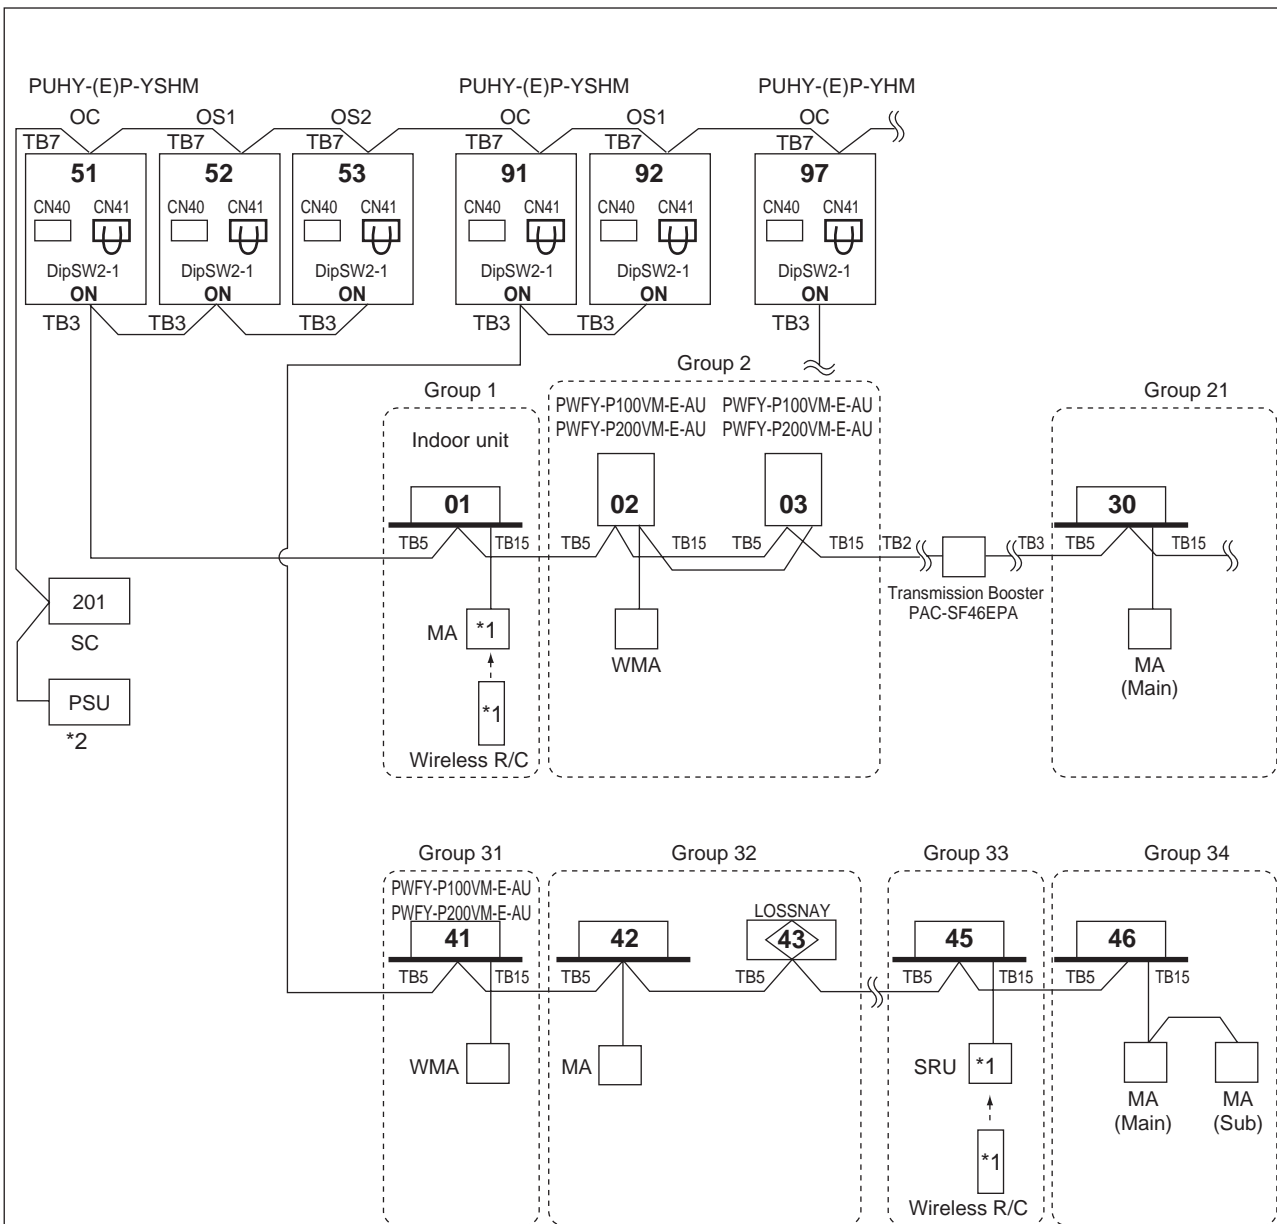 PUHY-(E)P-YSHM PUHY-(E)P-YSHM PUHY-(E)P-YHM
OC OS1 OS2 OC OS1 OC
TB7 TB7 TB7 TB7 TB7 TB7
51 52 53 91 92 97
CN40 CN41 CN40 CN41 CN40 CN41 CN40 CN41 CN40 CN41 CN40 CN41
DipSW2-1 DipSW2-1 DipSW2-1 DipSW2-1 DipSW2-1 DipSW2-1
ON ON ON ON ON ON
TB3 TB3 TB3 TB3 TB3 TB3
Group 1 Group 2 Group 21
PWFY-P100VM-E-AU PWFY-P100VM-E-AU
PWFY-P200VM-E-AU PWFY-P200VM-E-AU
Indoor unit
01 02 03 30
TB5 TB15 TB5 TB15 TB5 TB15 TB2 TB3 TB5 TB15
Transmission Booster
PAC-SF46EPA
201
SC
MA *1
WMA
MA
(Main)
PSU
*2
*1
Wireless R/C
Group 31 Group 32 Group 33 Group 34
PWFY-P100VM-E-AU
PWFY-P200VM-E-AU
LOSSNAY
41 42 43 45 46
TB5 TB15 TB5 TB5 TB5 TB15 TB5 TB15
WMA MA SRU *1
MA
(Main)
MA
(Sub)
*1
Wireless R/C